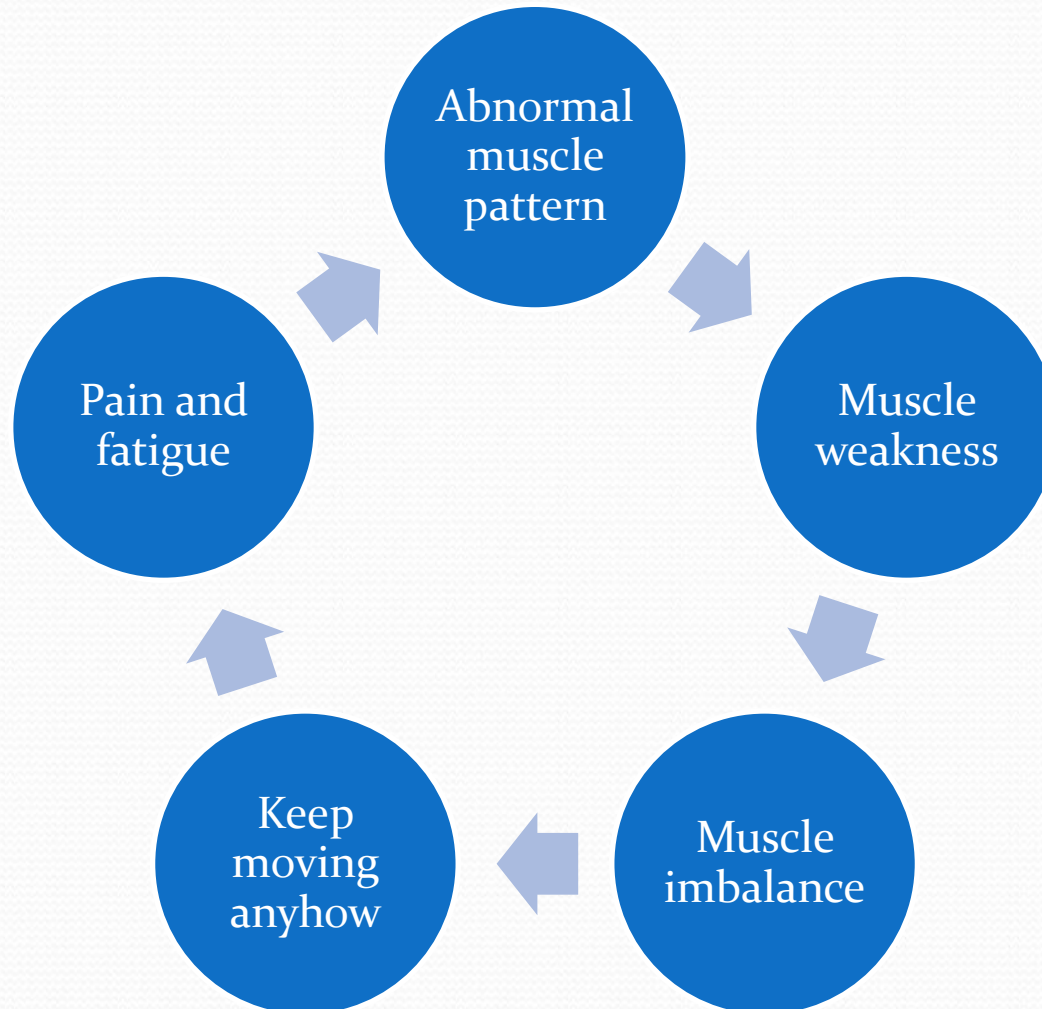 Abnormal
muscle
pattern
Muscle
weakness
Muscle
imbalance
Keep
moving
anyhow
Pain and
fatigue